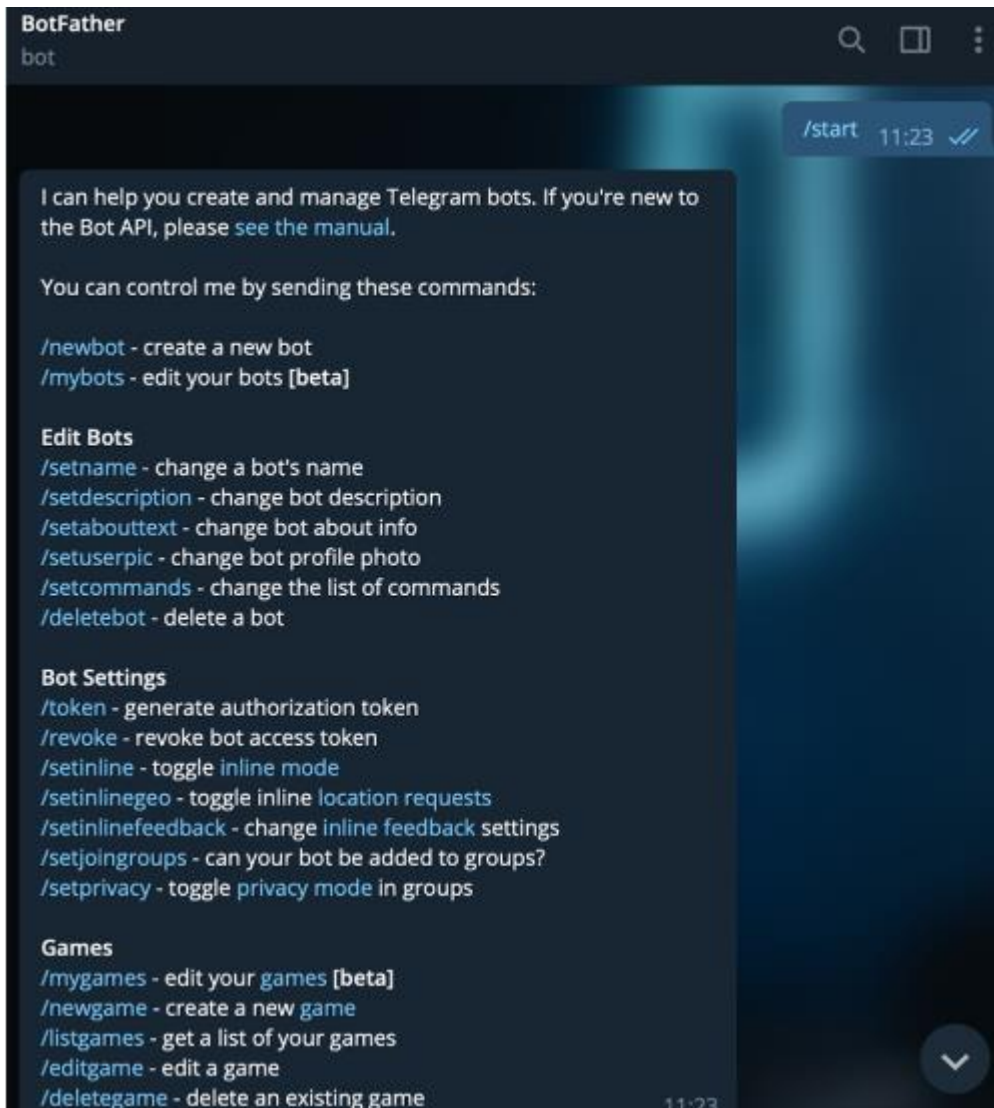 BotFather
bot
/start 11:23
I can help you create and manage Telegram bots. If you're new to
the Bot API, please see the manual.
You can control me by sending these commands:
/newbot - create a new bot
/mybots - edit your bots [beta]
Edit Bots
/setname - change a bot's name
/setdescription - change bot description
/setabouttext - change bot about info
/setuserpic - change bot profile photo
/setcommands - change the list of commands
/deletebot - delete a bot
Bot Settings
/token - generate authorization token
/revoke - revoke bot access token
/setinline - toggle inline mode
/setinlinegeo - toggle inline location requests
/setinlinefeedback - change inline feedback settings
/setjoingroups - can your bot be added to groups?
/setprivacy - toggle privacy mode in groups
Games
/mygames - edit your games [beta]
/newgame - create a new game
/listgames - get a list of your games
/editgame - edit a game
/deletegame - delete an existing game 11:23